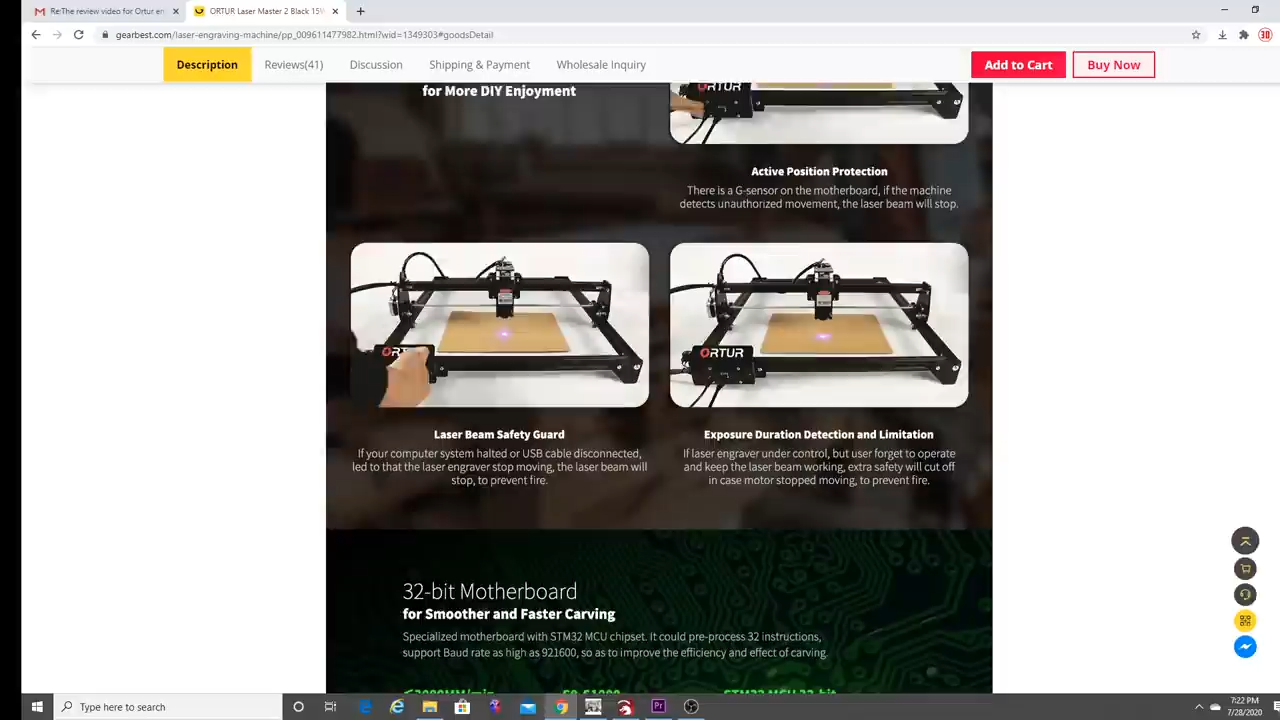 Re:The review video for Ortur en
ORTUR Laser Master 2 Black 15W
gearbest.com/laser-engraving-machine/pp_009611477982.html?wid=1349303#goodsDetail
Description
Reviews(41)
Discussion
Shipping & Payment
Wholesale Inquiry
Add to Cart
Buy Now
for More DIY Enjoyment
ORTUR
Active Position Protection
There is a G-sensor on the motherboard, if the machine
detects unauthorized movement, the laser beam will stop.
ORTUR
ORTUR
Laser Beam Safety Guard
If your computer system halted or USB cable disconnected,
led to that the laser engraver stop moving, the laser beam will
stop, to prevent fire.
Exposure Duration Detection and Limitation
If laser engraver under control, but user forget to operate
and keep the laser beam working, extra safety will cut off
in case motor stopped moving, to prevent fire.
32-bit Motherboard
for Smoother and Faster Carving
Specialized motherboard with STM32 MCU chipset. It could pre-process 32 instructions,
support Baud rate as high as 921600, so as to improve the efficiency and effect of carving.
≤3000MM/min
S0-S1000
STM32 MCU 32-bit
Type here to search
7:22 PM
7/28/2020